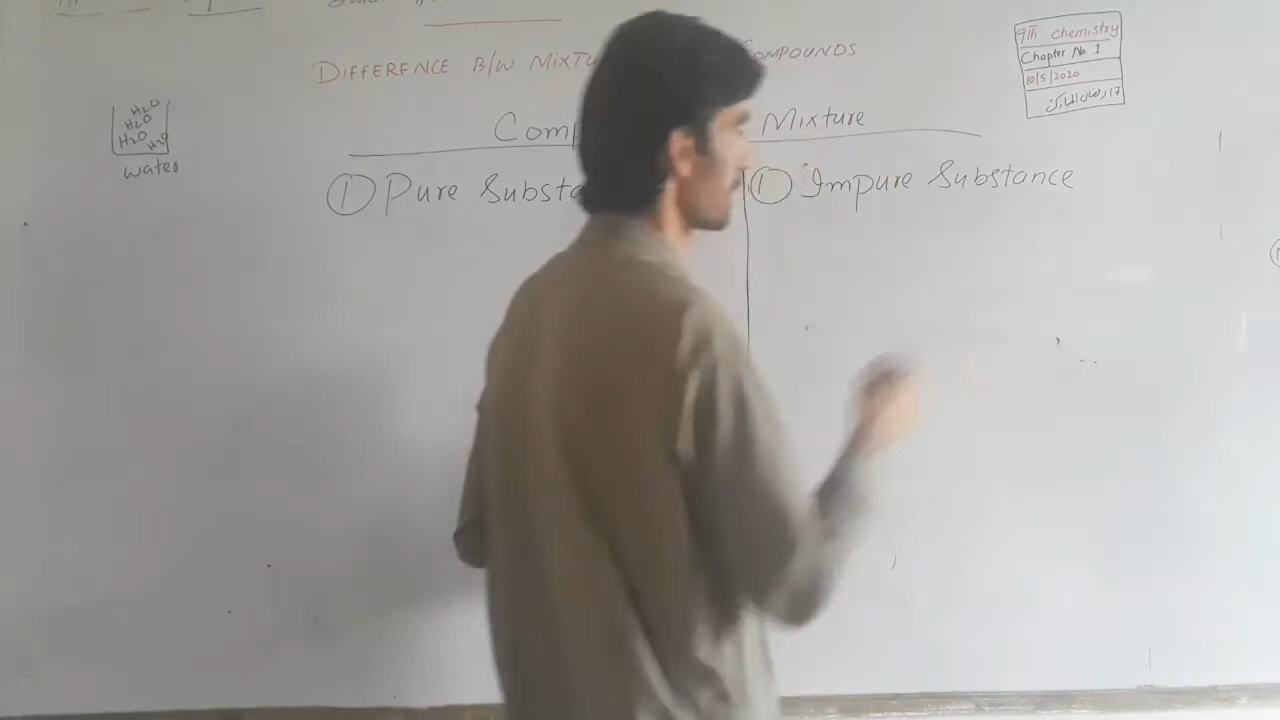 DIFFERENCE B/W MIXTU COMPOUNDS
9th Chemistry
Chapter No 1
10/5/2020
17 رمضان المبارک
Comp Mixture
H2O
H2O
H2O H2O
water
① Pure Substa ① Impure Substance